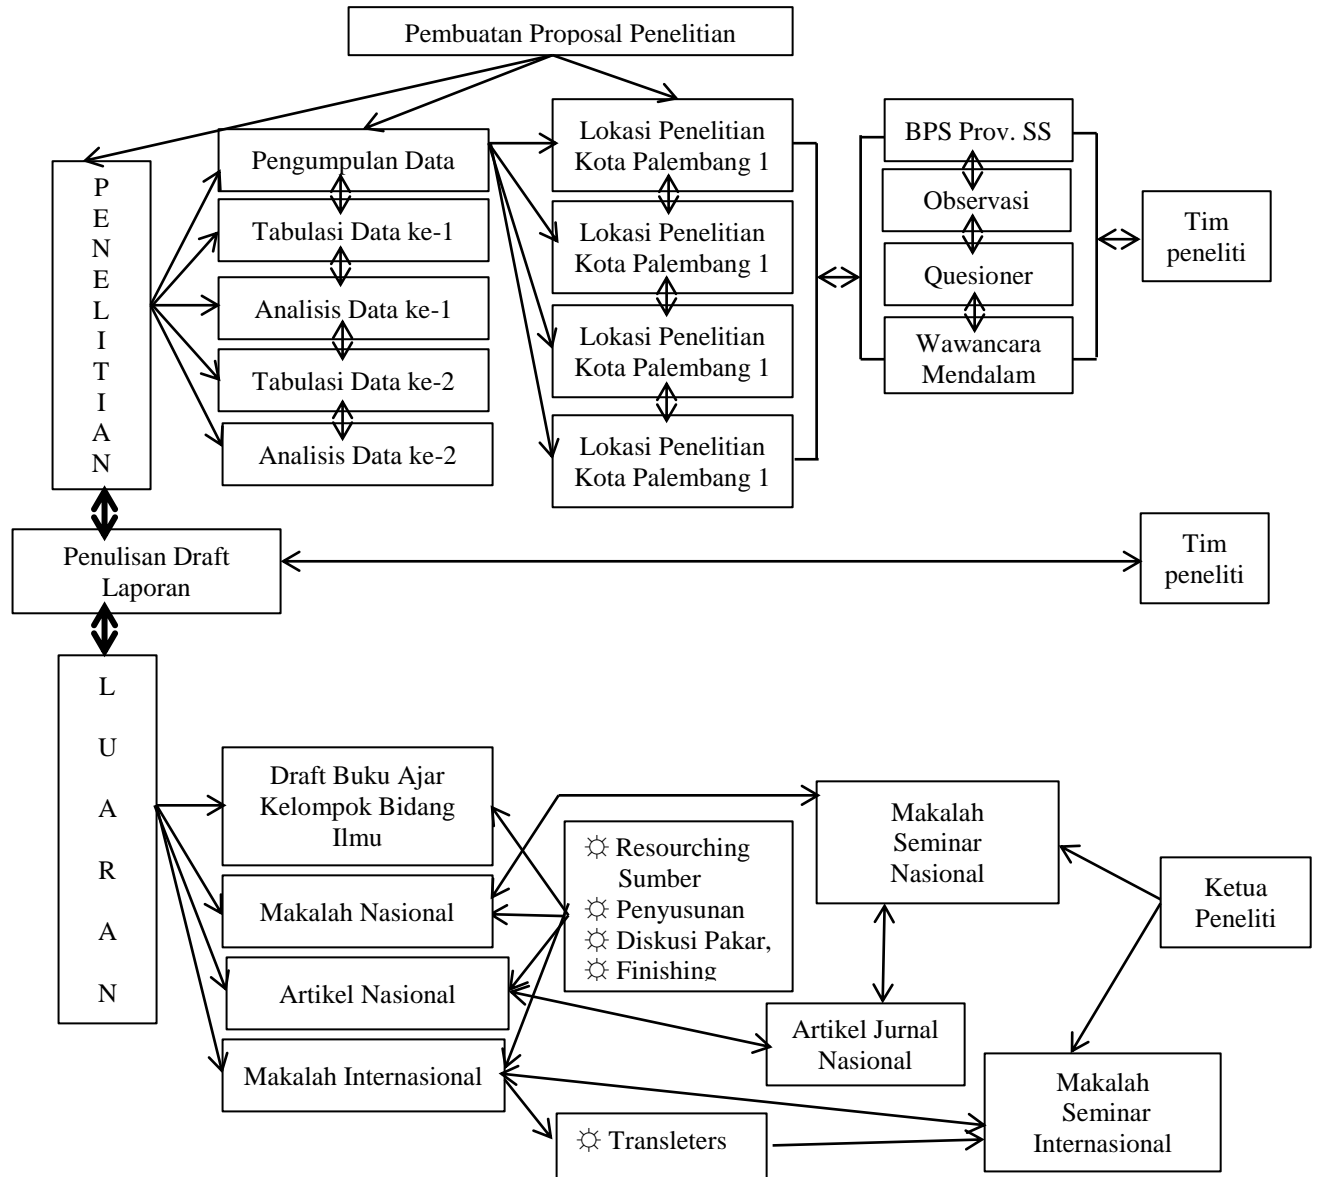 Pembuatan Proposal Penelitian
P
E
N
E
L
I
T
I
A
N
Pengumpulan Data
Tabulasi Data ke-1
Analisis Data ke-1
Tabulasi Data ke-2
Analisis Data ke-2
Lokasi Penelitian
Kota Palembang 1
Lokasi Penelitian
Kota Palembang 1
Lokasi Penelitian
Kota Palembang 1
Lokasi Penelitian
Kota Palembang 1
BPS Prov. SS
Observasi
Quesioner
Wawancara
Mendalam
Tim
peneliti
Penulisan Draft
Laporan
Tim
peneliti
L
U
A
R
A
N
Draft Buku Ajar
Kelompok Bidang
Ilmu
Makalah Nasional
Artikel Nasional
Makalah Internasional
☼ Resourching
Sumber
☼ Penyusunan
☼ Diskusi Pakar,
☼ Finishing
☼ Transleters
Makalah
Seminar
Nasional
Artikel Jurnal
Nasional
Ketua
Peneliti
Makalah
Seminar
Internasional